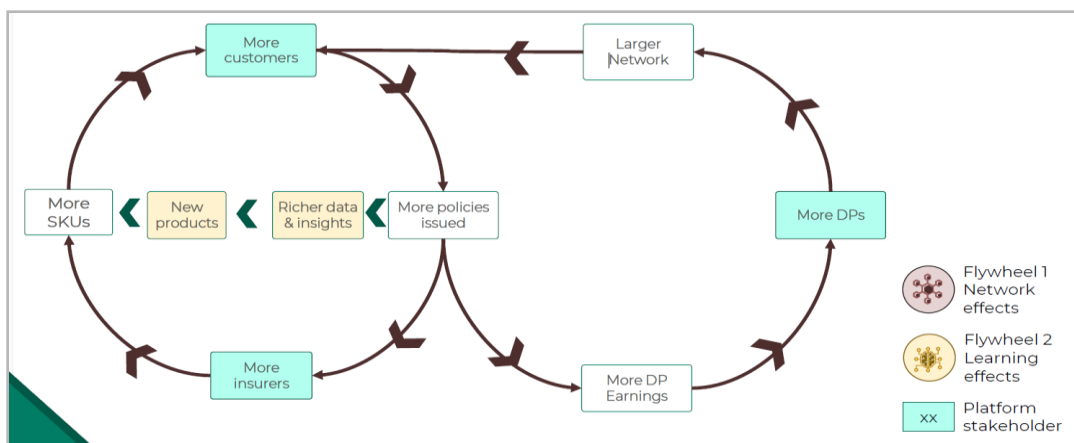 More
customers
Larger
Network
More
SKUs
New
products
Richer data
& insights
More policies
issued
More DPs
More
insurers
More DP
Earnings
Flywheel 1
Network
effects
Flywheel 2
Learning
effects
xx
Platform
stakeholder